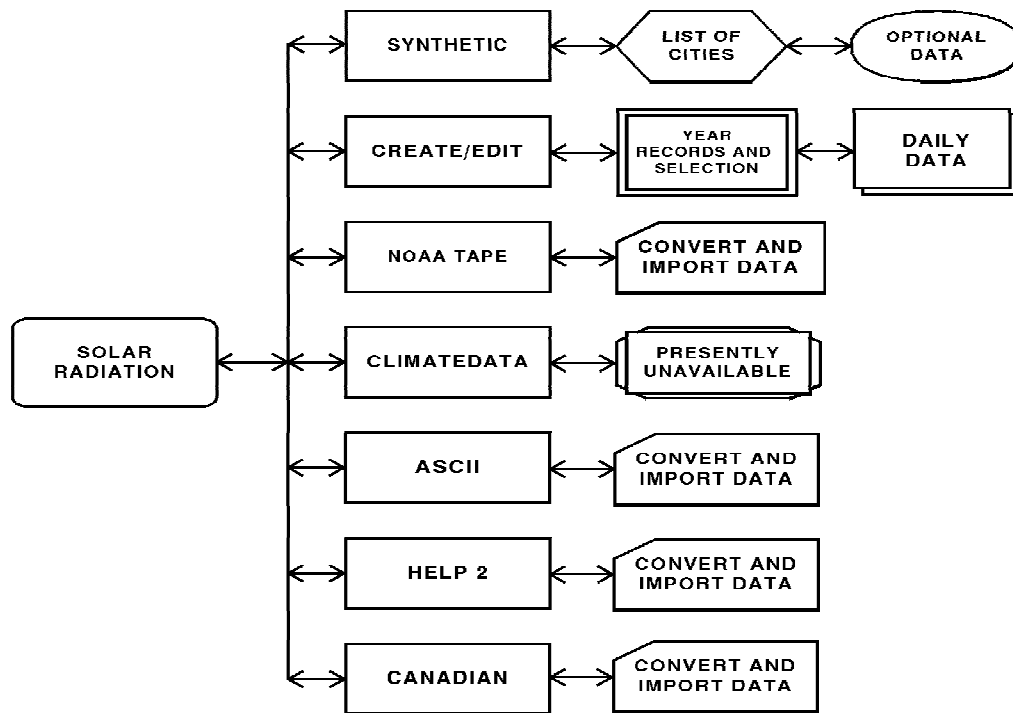 SYNTHETIC
LIST OF
CITIES
OPTIONAL
DATA
CREATE/EDIT
YEAR
RECORDS AND
SELECTION
DAILY
DATA
NOAA TAPE
CONVERT AND
IMPORT DATA
SOLAR
RADIATION
CLIMATEDATA
PRESENTLY
UNAVAILABLE
ASCII
CONVERT AND
IMPORT DATA
HELP 2
CONVERT AND
IMPORT DATA
CANADIAN
CONVERT AND
IMPORT DATA